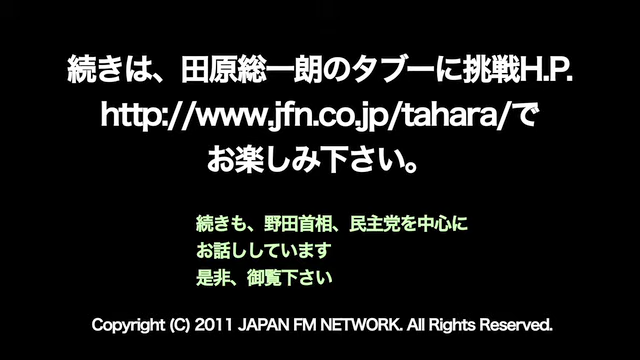 続きは、田原総一朗のタブーに挑戦H.P.
http://www.jfn.co.jp/tahara/で
お楽しみ下さい。
続きも、野田首相、民主党を中心に
お話ししています
是非、御覧下さい
Copyright (C) 2011 JAPAN FM NETWORK. All Rights Reserved.